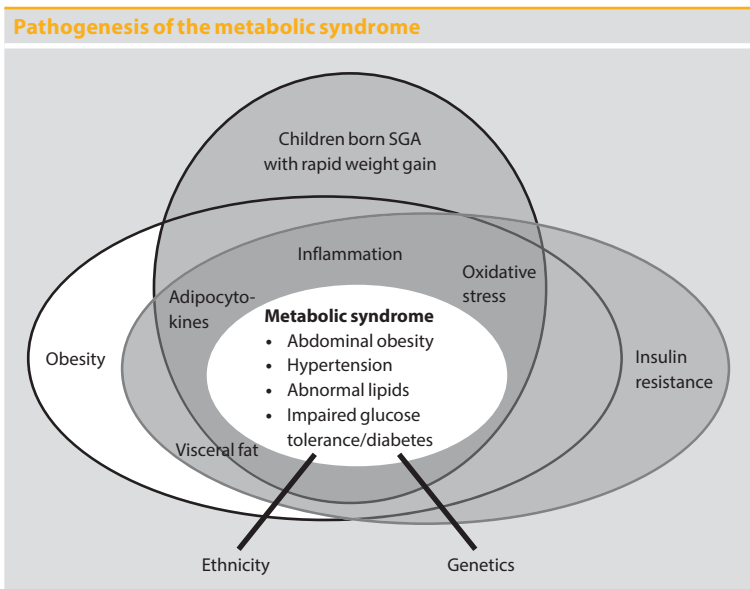 Pathogenesis of the metabolic syndrome
Children born SGA
with rapid weight gain
Inflammation
Oxidative
stress
Adipocyto-
kines
Metabolic syndrome
• Abdominal obesity
• Hypertension
• Abnormal lipids
• Impaired glucose
tolerance/diabetes
Obesity
Insulin
resistance
Visceral fat
Ethnicity
Genetics